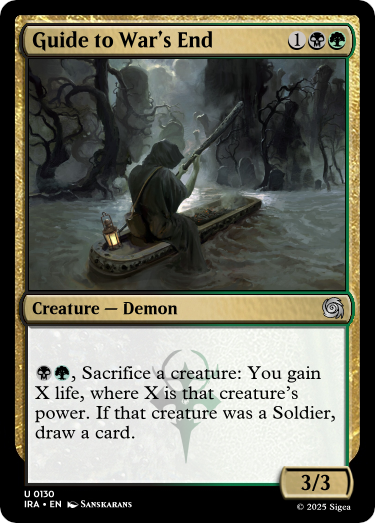 Guide to War's End 1
Creature — Demon
, Sacrifice a creature: You gain
X life, where X is that creature's
power. If that creature was a Soldier,
draw a card.
3/3
U 0130
IRA • EN Sanskarans
© 2025 Sigea